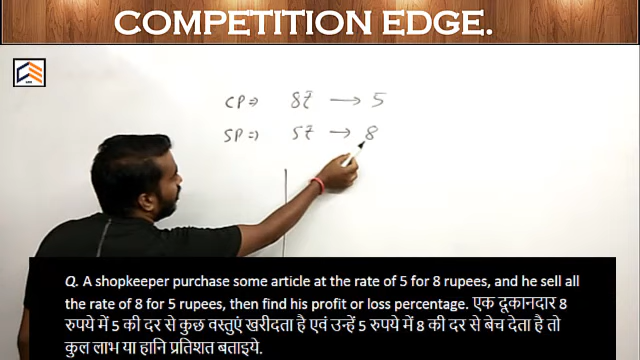 COMPETITION EDGE.
CP ⇒ 8₹ → 5
SP ⇒ 5₹ → 8
Q. A shopkeeper purchase some article at the rate of 5 for 8 rupees, and he sell all
the rate of 8 for 5 rupees, then find his profit or loss percentage. एक दूकानदार 8
रुपये में 5 की दर से कुछ वस्तुएं खरीदता है एवं उन्हें 5 रुपये में 8 की दर से बेच देता है तो
कुल लाभ या हानि प्रतिशत बताइये.